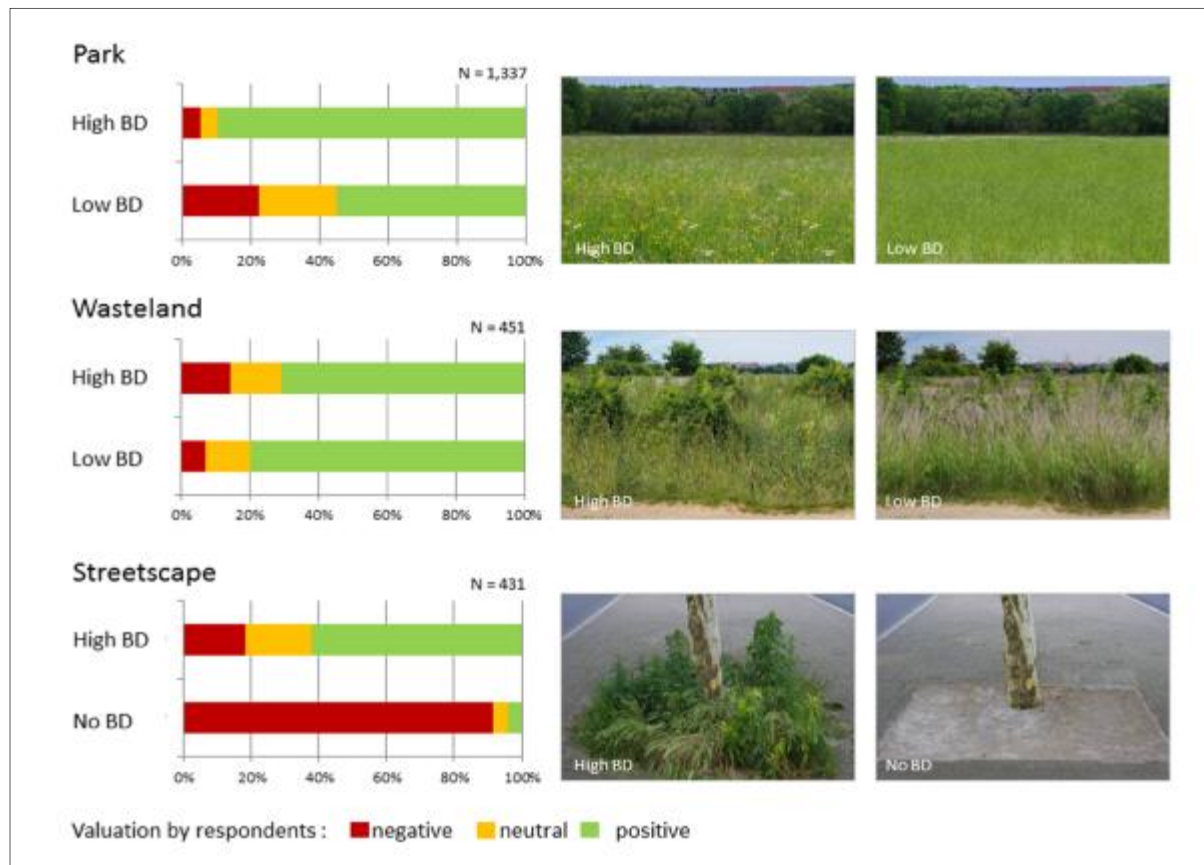 Park
N = 1,337
High BD
Low BD
0% 20% 40% 60% 80% 100%
High BD
Low BD
Wasteland
N = 451
High BD
Low BD
0% 20% 40% 60% 80% 100%
High BD
Low BD
Streetscape
N = 431
High BD
No BD
0% 20% 40% 60% 80% 100%
High BD
No BD
Valuation by respondents : negative neutral positive